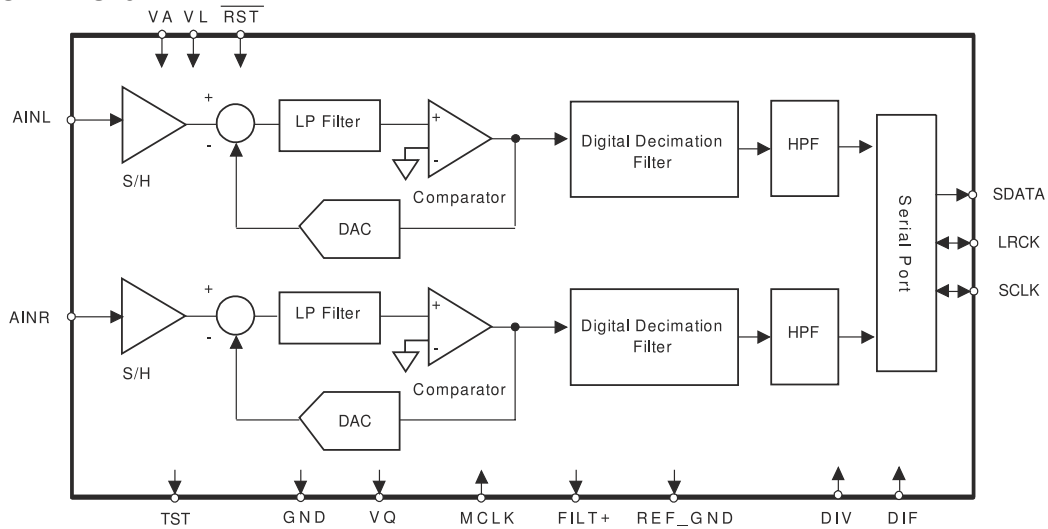 VA VL RST
AINL
S/H
+
-
LP Filter
+
-
Comparator
DAC
Digital Decimation
Filter
HPF
Serial Port
SDATA
LRCK
SCLK
AINR
S/H
+
-
LP Filter
+
-
Comparator
DAC
Digital Decimation
Filter
HPF
TST GND VQ MCLK FILT+ REF_GND DIV DIF